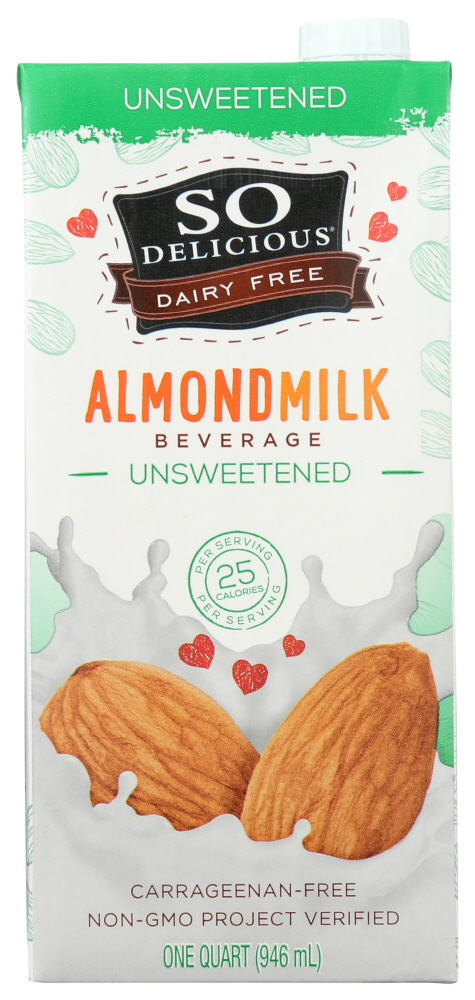 UNSWEETENED
SO
DELICIOUS®
DAIRY FREE
ALMONDMILK
BEVERAGE
UNSWEETENED
PER SERVING
25
CALORIES
PER SERVING
CARRAGEENAN-FREE
NON-GMO PROJECT VERIFIED
ONE QUART (946 mL)